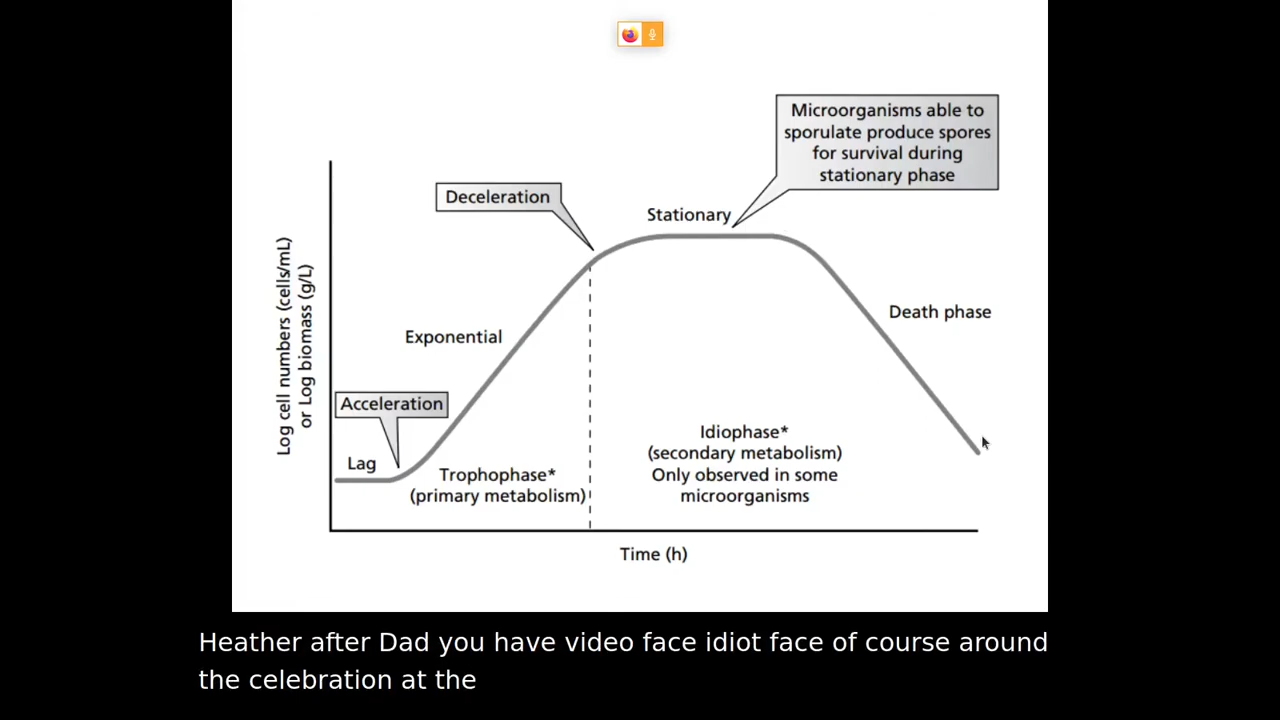 Microorganisms able to
sporulate produce spores
for survival during
stationary phase
Deceleration
Stationary
Log cell numbers (cells/mL)
or Log biomass (g/L)
Death phase
Exponential
Acceleration
Lag
Trophophase*
(primary metabolism)
Idiophase*
(secondary metabolism)
Only observed in some
microorganisms
Time (h)
Heather after Dad you have video face idiot face of course around
the celebration at the